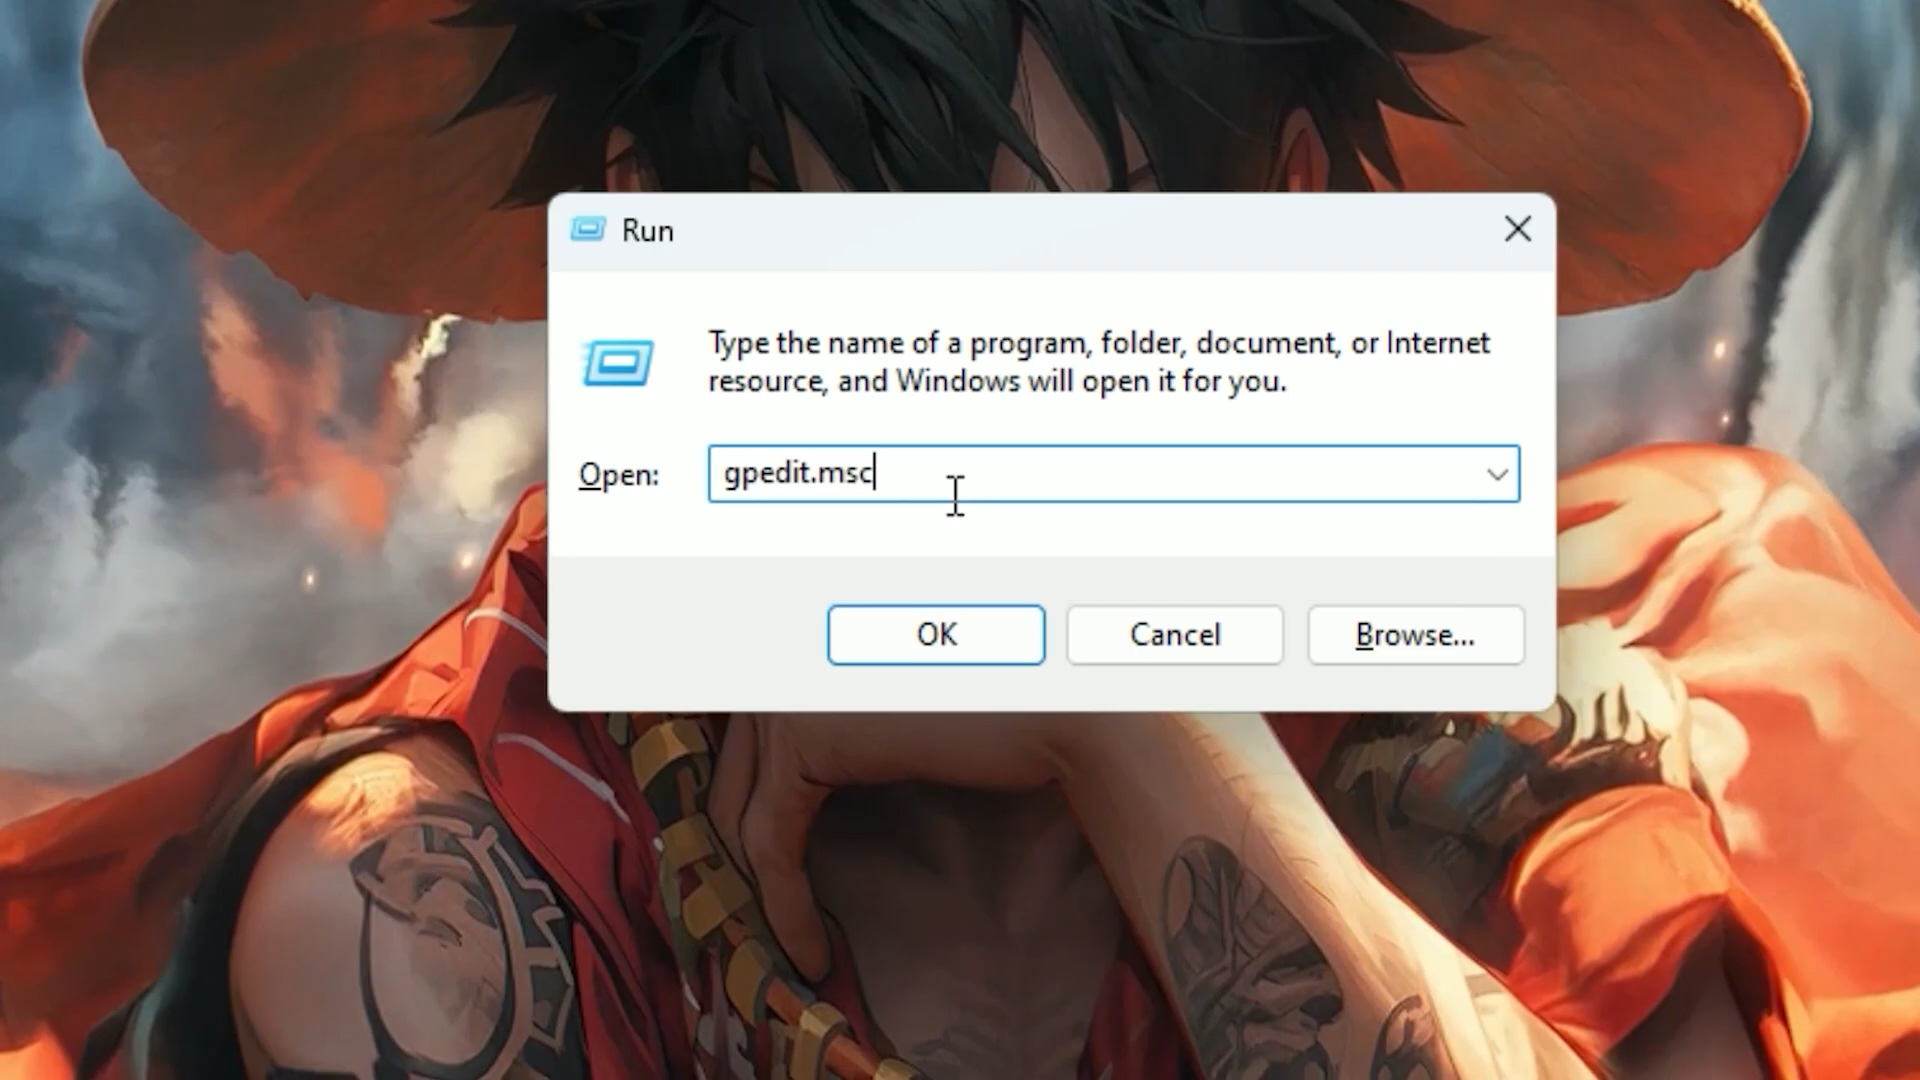 Run
Type the name of a program, folder, document, or Internet
resource, and Windows will open it for you.
Open: gpedit.msc
OK Cancel Browse...